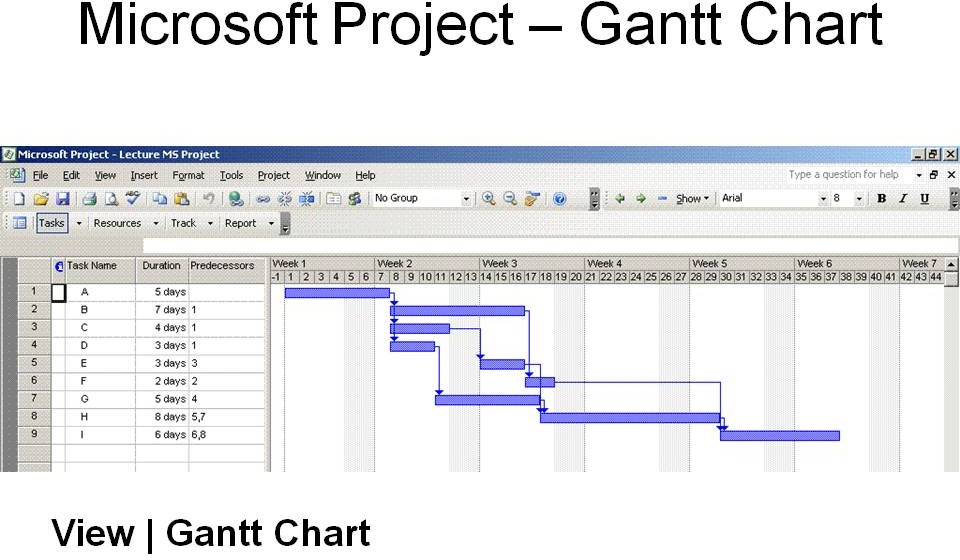 Microsoft Project – Gantt Chart
Microsoft Project - Lecture MS Project
File Edit View Insert Format Tools Project Window Help Type a question for help
No Group Show Arial 8 B I U
Tasks Resources Track Report
Task Name Duration Predecessors Week 1 Week 2 Week 3 Week 4 Week 5 Week 6 Week 7
-1 1 2 3 4 5 6 7 8 9 10 11 12 13 14 15 16 17 18 19 20 21 22 23 24 25 26 27 28 29 30 31 32 33 34 35 36 37 38 39 40 41 42 43 44
1 A 5 days
2 B 7 days 1
3 C 4 days 1
4 D 3 days 1
5 E 3 days 3
6 F 2 days 2
7 G 5 days 4
8 H 8 days 5,7
9 I 6 days 6,8
View | Gantt Chart